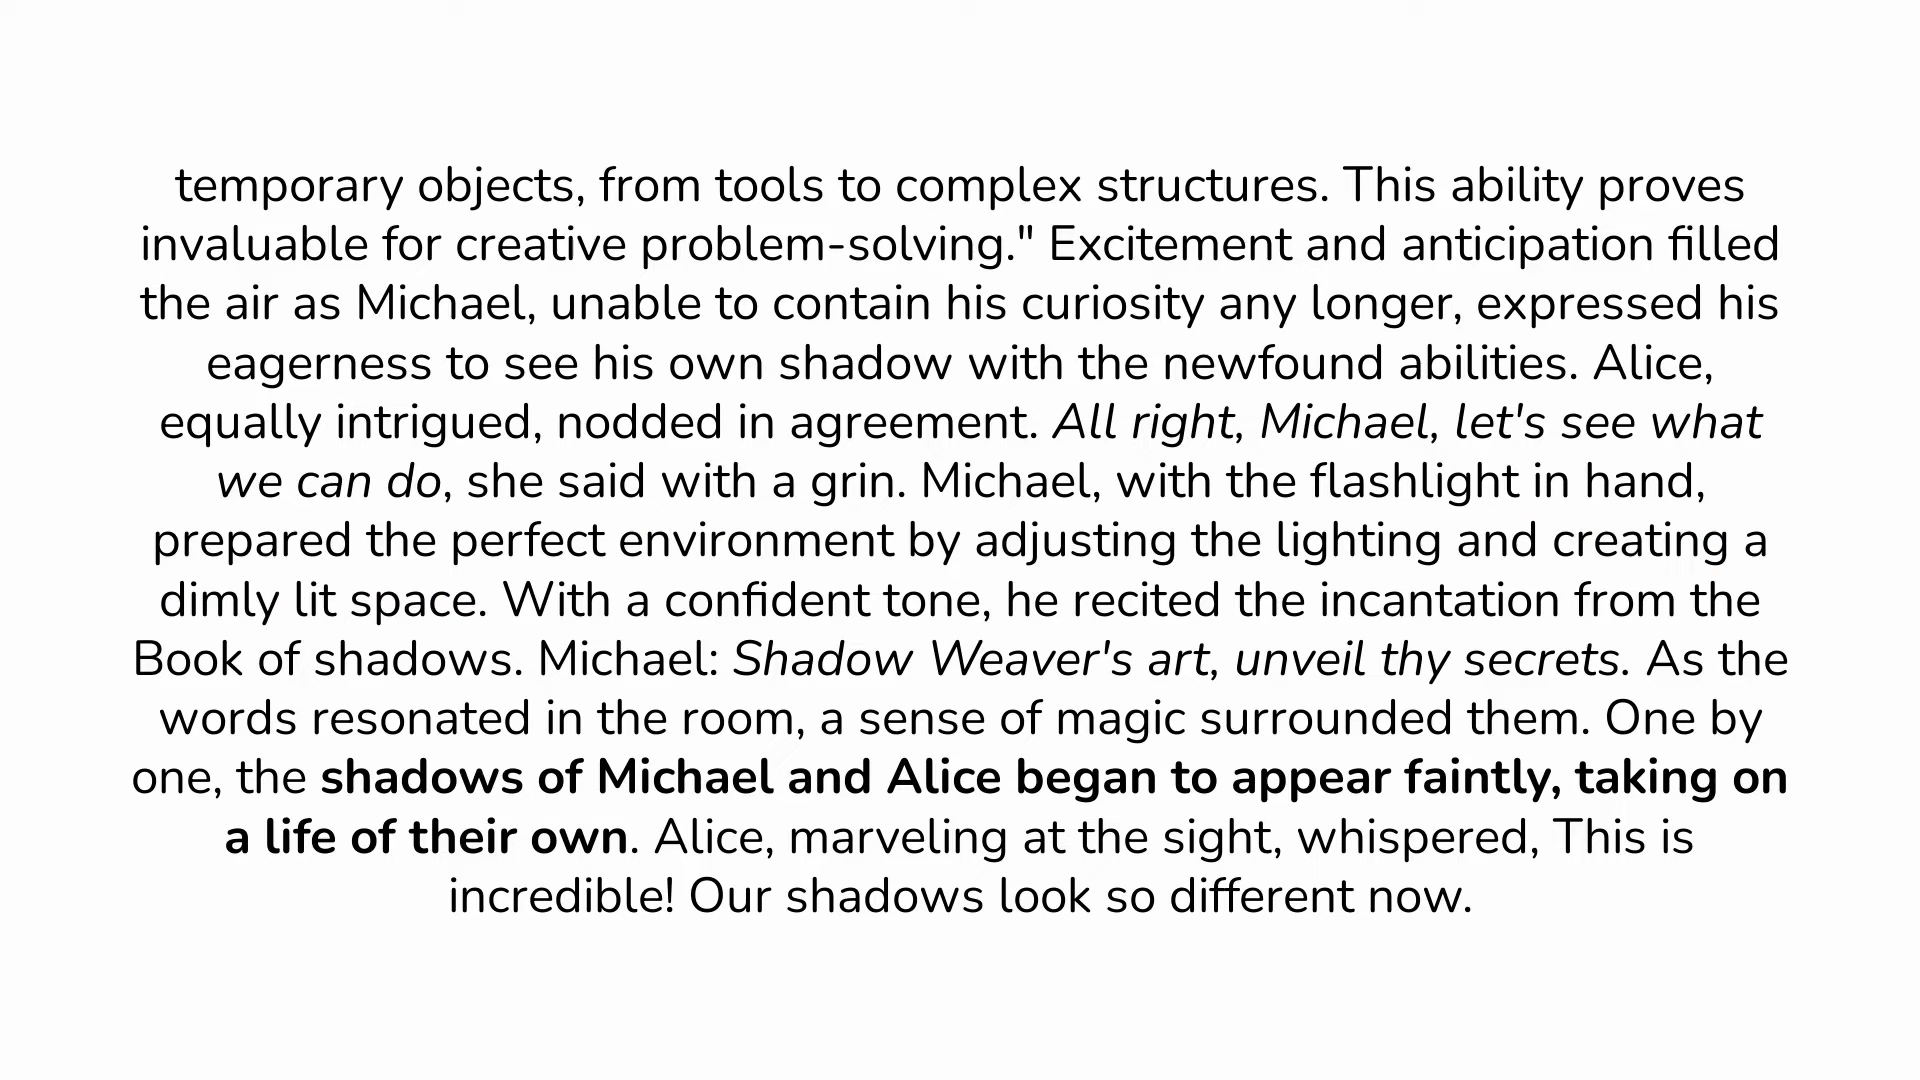 temporary objects, from tools to complex structures. This ability proves
invaluable for creative problem-solving." Excitement and anticipation filled
the air as Michael, unable to contain his curiosity any longer, expressed his
eagerness to see his own shadow with the newfound abilities. Alice,
equally intrigued, nodded in agreement. All right, Michael, let's see what
we can do, she said with a grin. Michael, with the flashlight in hand,
prepared the perfect environment by adjusting the lighting and creating a
dimly lit space. With a confident tone, he recited the incantation from the
Book of shadows. Michael: Shadow Weaver's art, unveil thy secrets. As the
words resonated in the room, a sense of magic surrounded them. One by
one, the shadows of Michael and Alice began to appear faintly, taking on
a life of their own. Alice, marveling at the sight, whispered, This is
incredible! Our shadows look so different now.